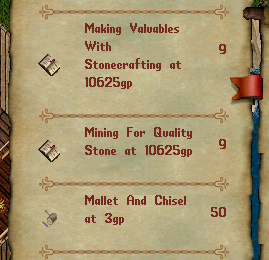 Making Valuables
With
Stonecrafting at
10625gp
9
Mining For Quality
Stone at 10625gp
9
Mallet And Chisel
at 3gp
50